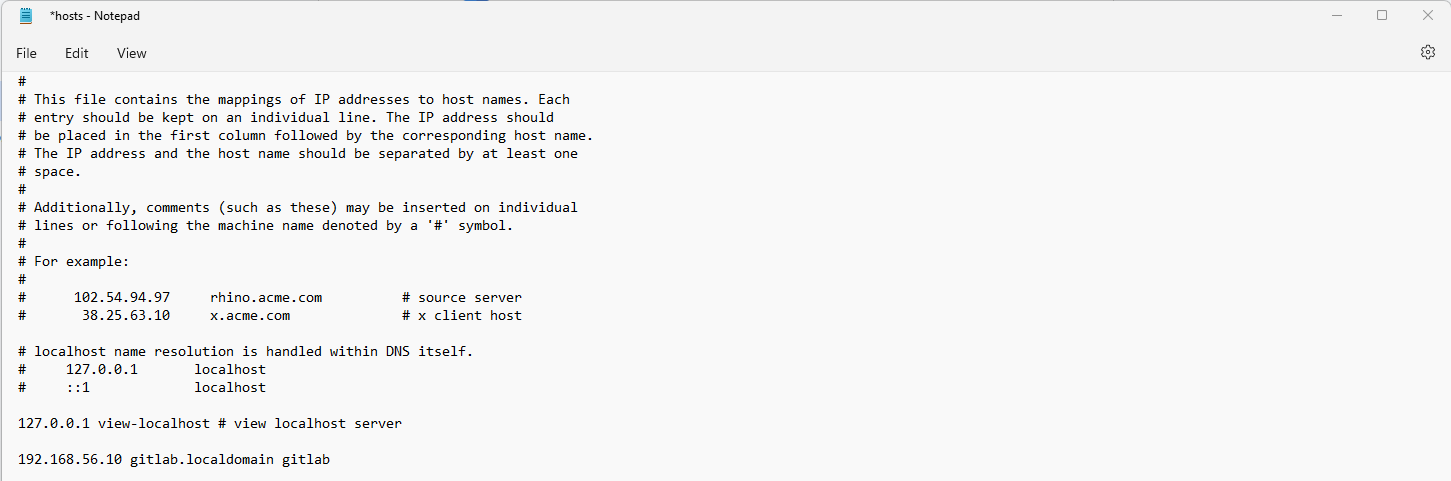 *hosts - Notepad
File Edit View
#
# This file contains the mappings of IP addresses to host names. Each
# entry should be kept on an individual line. The IP address should
# be placed in the first column followed by the corresponding host name.
# The IP address and the host name should be separated by at least one
# space.
#
# Additionally, comments (such as these) may be inserted on individual
# lines or following the machine name denoted by a '#' symbol.
#
# For example:
#
#      102.54.94.97     rhino.acme.com          # source server
#       38.25.63.10     x.acme.com              # x client host

# localhost name resolution is handled within DNS itself.
#     127.0.0.1       localhost
#     ::1             localhost

127.0.0.1 view-localhost # view localhost server

192.168.56.10 gitlab.localdomain gitlab